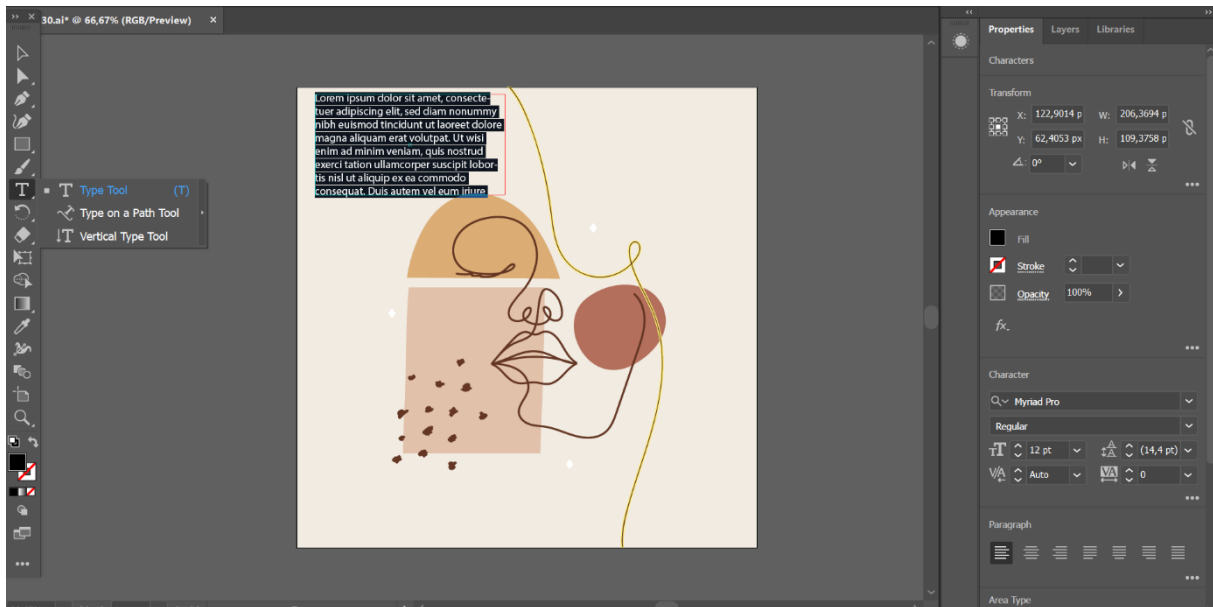 30.ai* @ 66,67% (RGB/Preview)
Lorem ipsum dolor sit amet, consecte-
tuer adipiscing elit, sed diam nonummy
nibh euismod tincidunt ut laoreet dolore
magna aliquam erat volutpat. Ut wisi
enim ad minim veniam, quis nostrud
exerci tation ullamcorper suscipit lobor-
tis nisl ut aliquip ex ea commodo
consequat. Duis autem vel eum iriure
Type Tool (T)
Type on a Path Tool
Vertical Type Tool
Properties Layers Libraries
Characters
Transform
X: 122,9014 p W: 206,3694 p
Y: 62,4053 px H: 109,3758 p
0°
Appearance
Fill
Stroke
Opacity 100%
fx.
Character
Myriad Pro
Regular
12 pt (14,4 pt)
Auto 0
Paragraph
Area Type